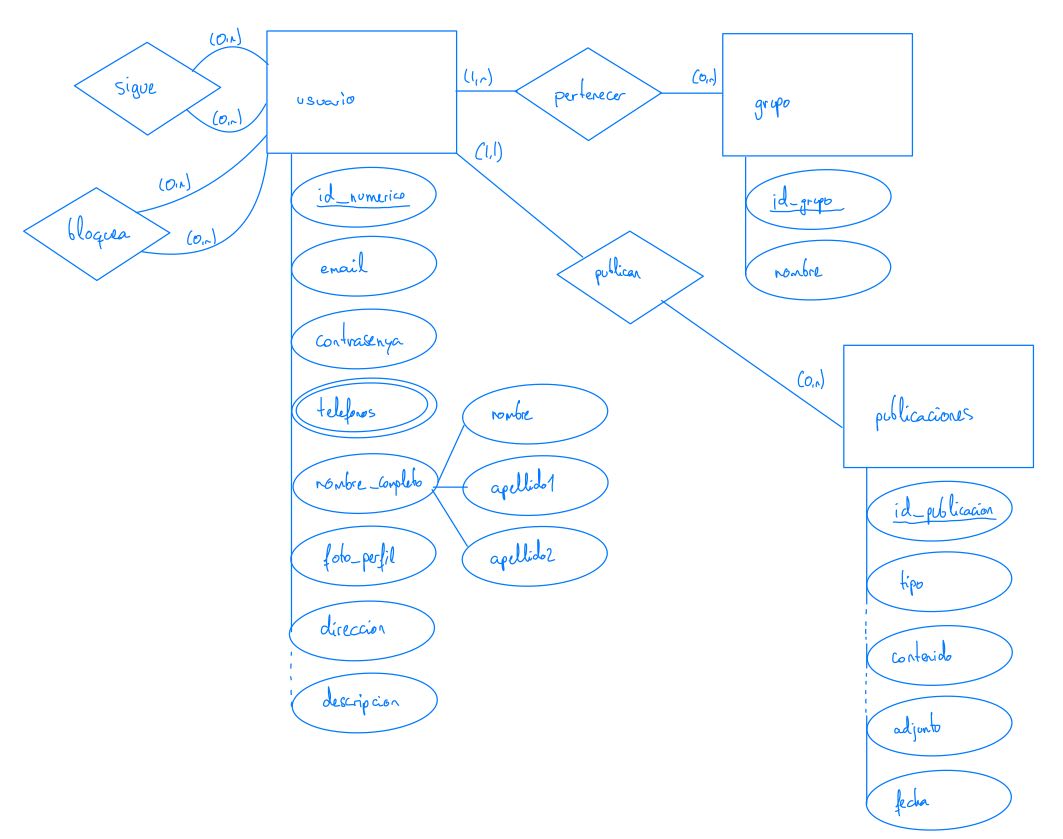 (0,n)
sigue
(0,n)
usuario
(1,n)
pertenecer
(0,n)
grupo
(0,n)
bloquea
(0,n)
(1,1)
publican
(0,n)
id_numerico
email
contrasenya
telefonos
nombre_completo
nombre
apellido1
apellido2
foto_perfil
direccion
descripcion
id_grupo
nombre
publicaciones
id_publicacion
tipo
contenido
adjunto
fecha